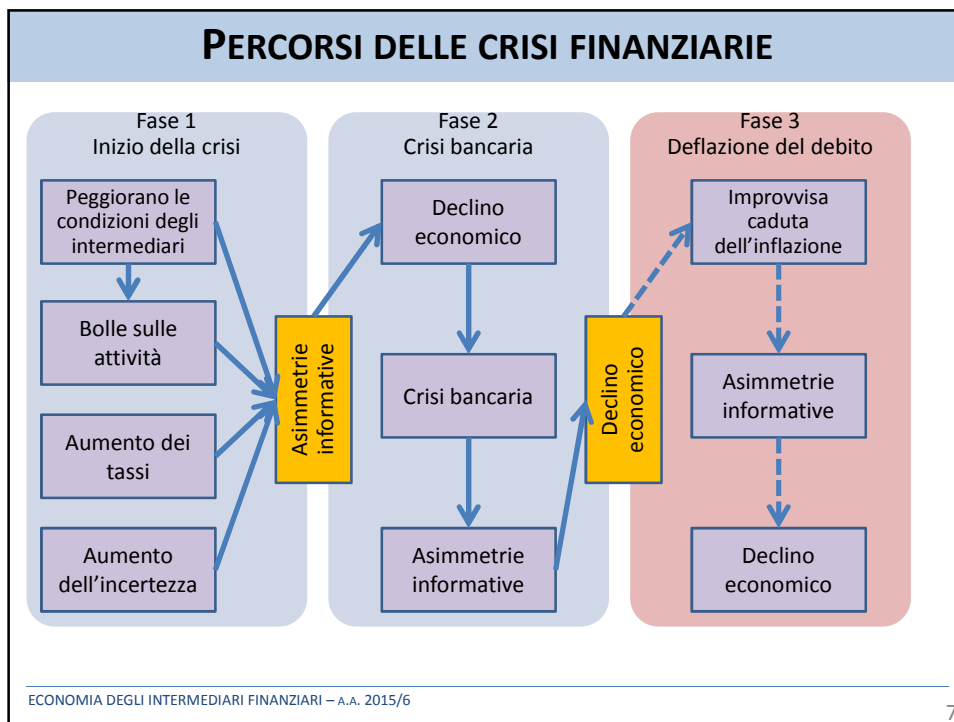 PERCORSI DELLE CRISI FINANZIARIE
Fase 1
Inizio della crisi
Peggiorano le
condizioni degli
intermediari
Bolle sulle
attività
Aumento dei
tassi
Aumento
dell’incertezza
Asimmetrie
informative
Fase 2
Crisi bancaria
Declino
economico
Crisi bancaria
Asimmetrie
informative
Declino
economico
Fase 3
Deflazione del debito
Improvvisa
caduta
dell’inflazione
Asimmetrie
informative
Declino
economico
ECONOMIA DEGLI INTERMEDIARI FINANZIARI – A.A. 2015/6
7